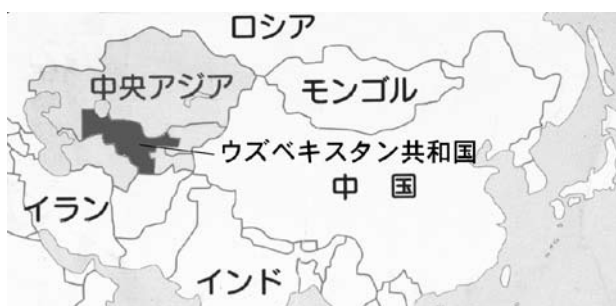 ロシア
中央アジア
モンゴル
ウズベキスタン共和国
中国
イラン
インド